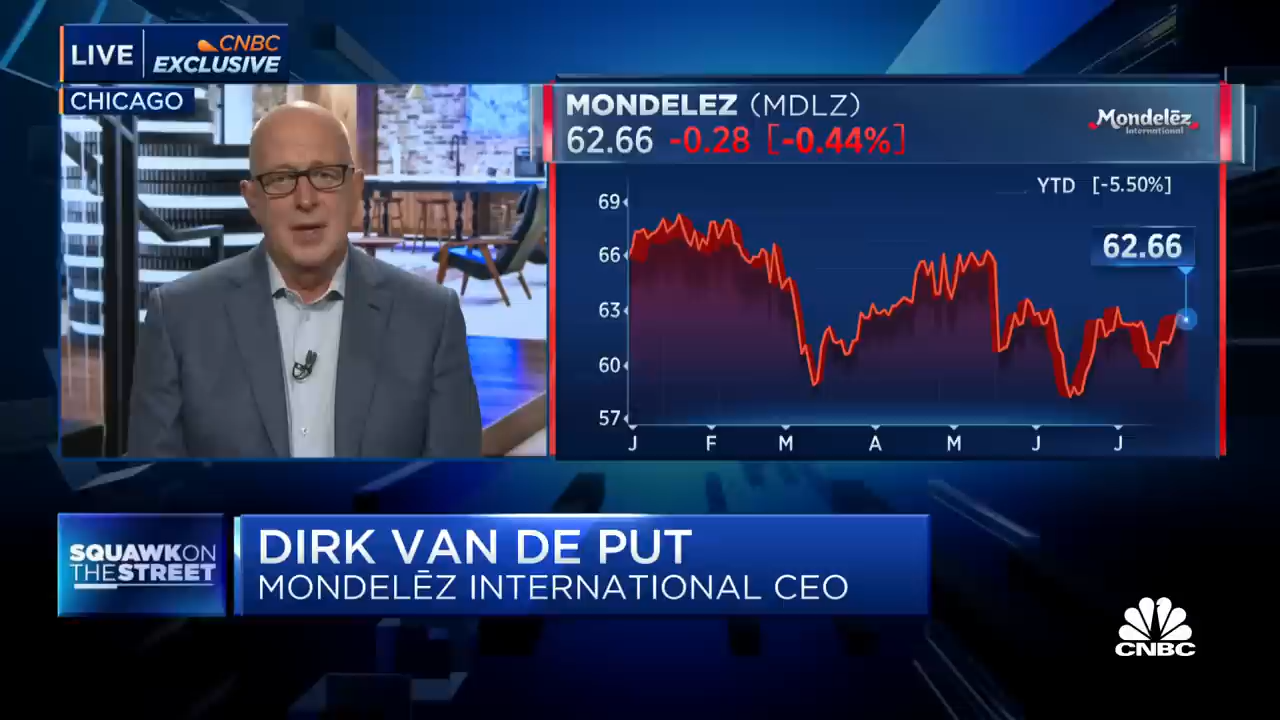 LIVE
CNBC
EXCLUSIVE
CHICAGO
MONDELEZ (MDLZ)
62.66 -0.28 [-0.44%]
Mondelēz
International
YTD [-5.50%]
62.66
69
66
63
60
57
J F M A M J J
SQUAWK ON
THE STREET
DIRK VAN DE PUT
MONDELĒZ INTERNATIONAL CEO
CNBC